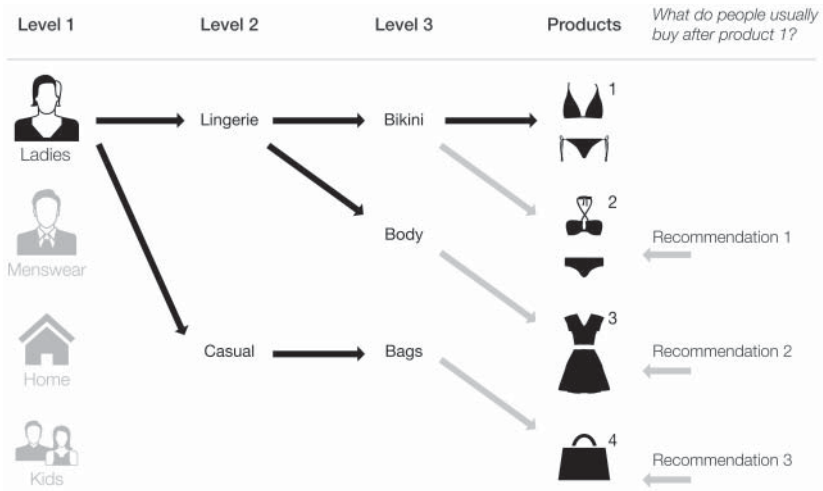 Level 1
Level 2
Level 3
Products
What do people usually
buy after product 1?
Ladies
Lingerie
Bikini
1
Menswear
Body
2
Recommendation 1
Home
Casual
Bags
3
Recommendation 2
Kids
4
Recommendation 3